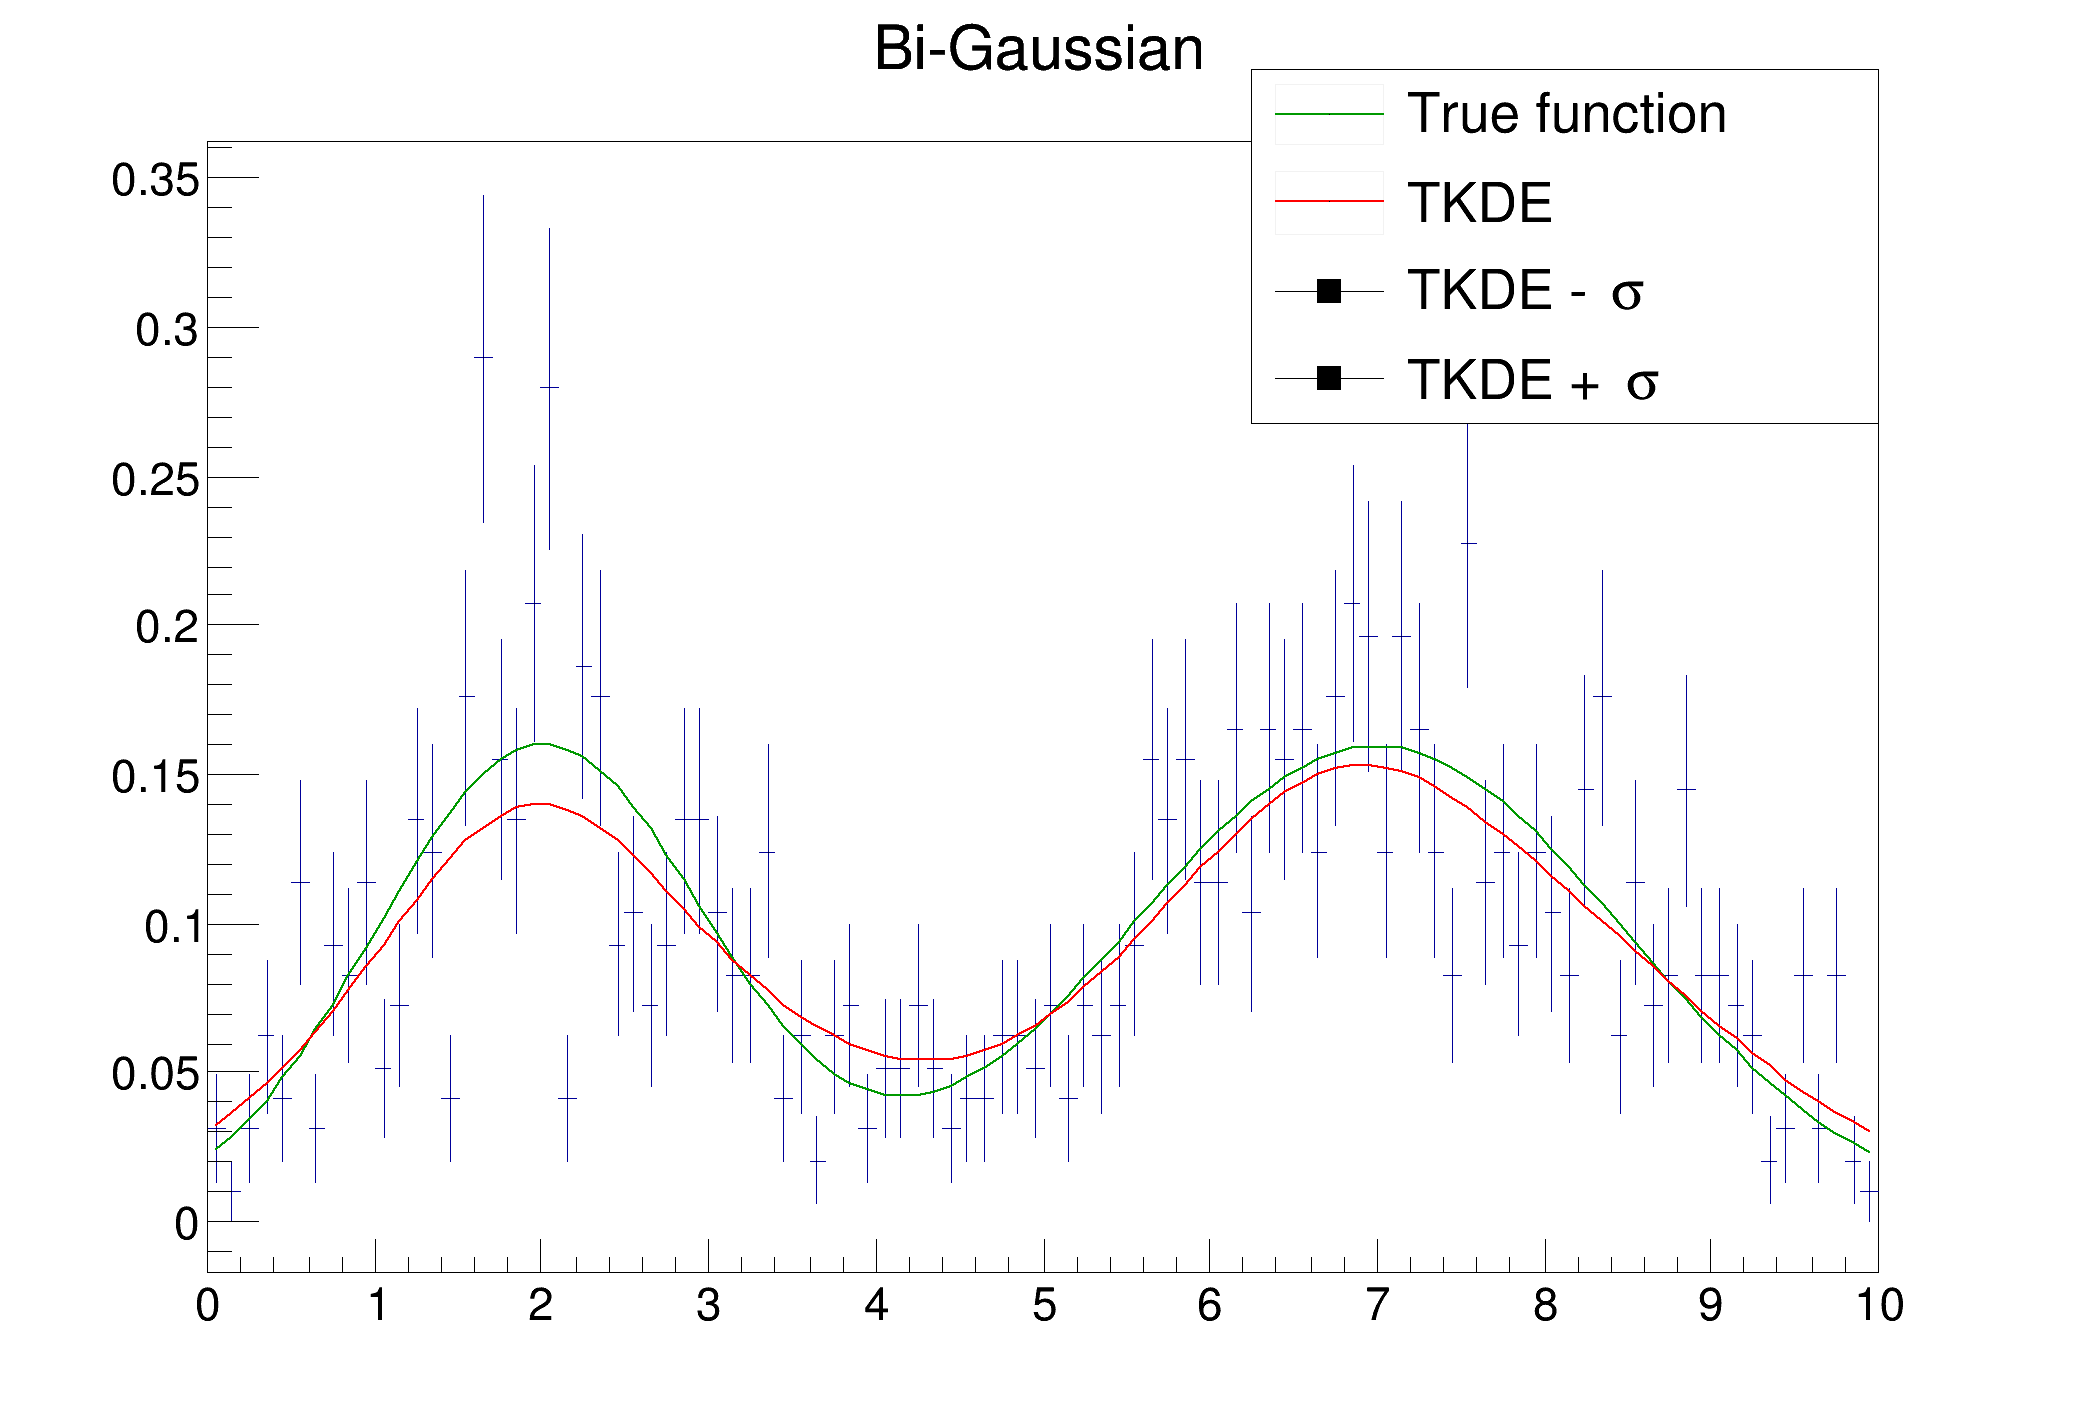 Bi-Gaussian
True function
TKDE
TKDE - σ
TKDE + σ
0.35
0.3
0.25
0.2
0.15
0.1
0.05
0
0 1 2 3 4 5 6 7 8 9 10